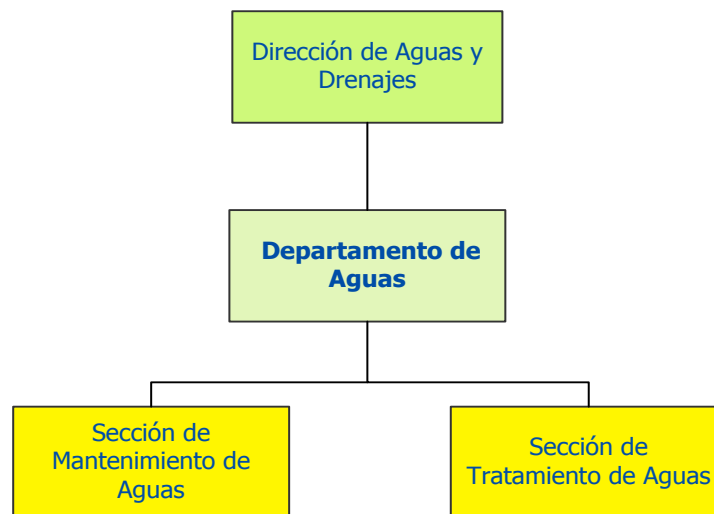 Dirección de Aguas y
Drenajes
Departamento de
Aguas
Sección de
Mantenimiento de
Aguas
Sección de
Tratamiento de Aguas